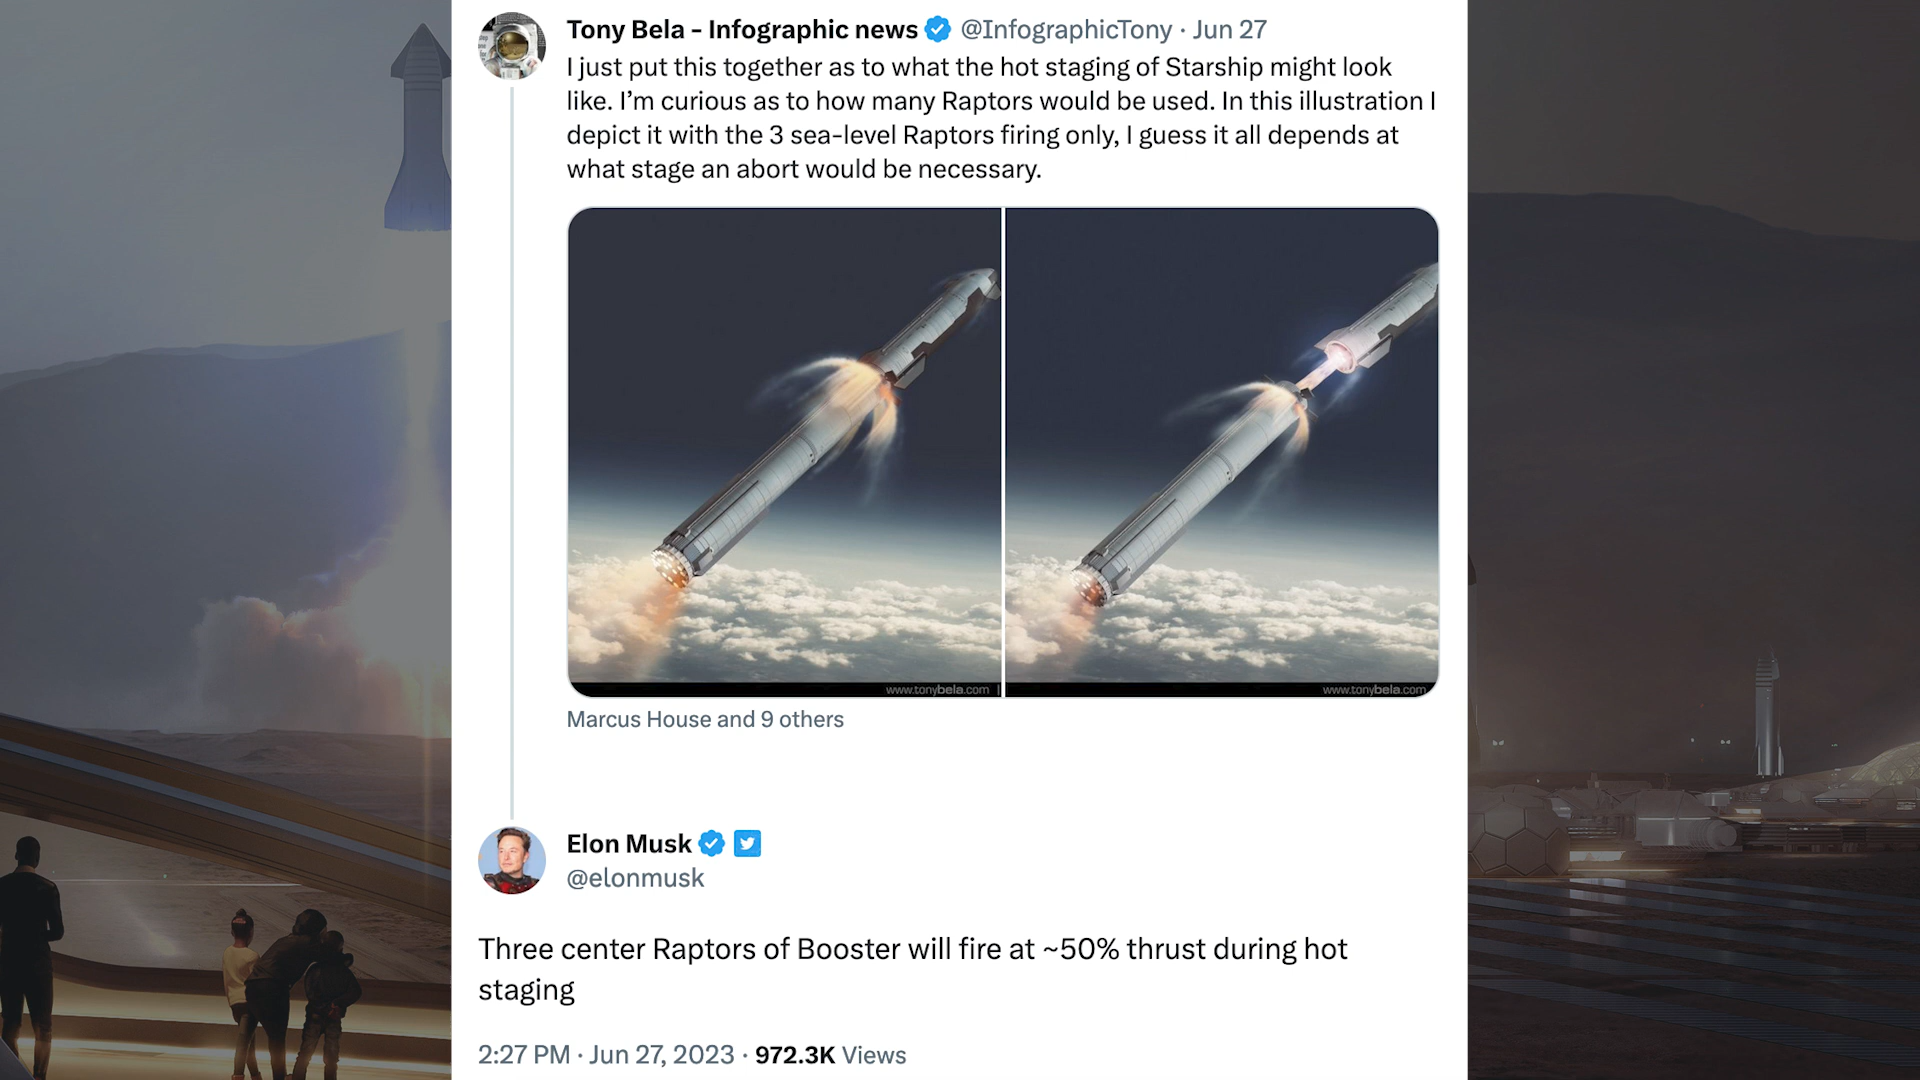 Tony Bela - Infographic news @InfographicTony · Jun 27
I just put this together as to what the hot staging of Starship might look
like. I’m curious as to how many Raptors would be used. In this illustration I
depict it with the 3 sea-level Raptors firing only, I guess it all depends at
what stage an abort would be necessary.
www.tonybela.com
www.tonybela.com
Marcus House and 9 others
Elon Musk
@elonmusk
Three center Raptors of Booster will fire at ~50% thrust during hot
staging
2:27 PM · Jun 27, 2023 · 972.3K Views